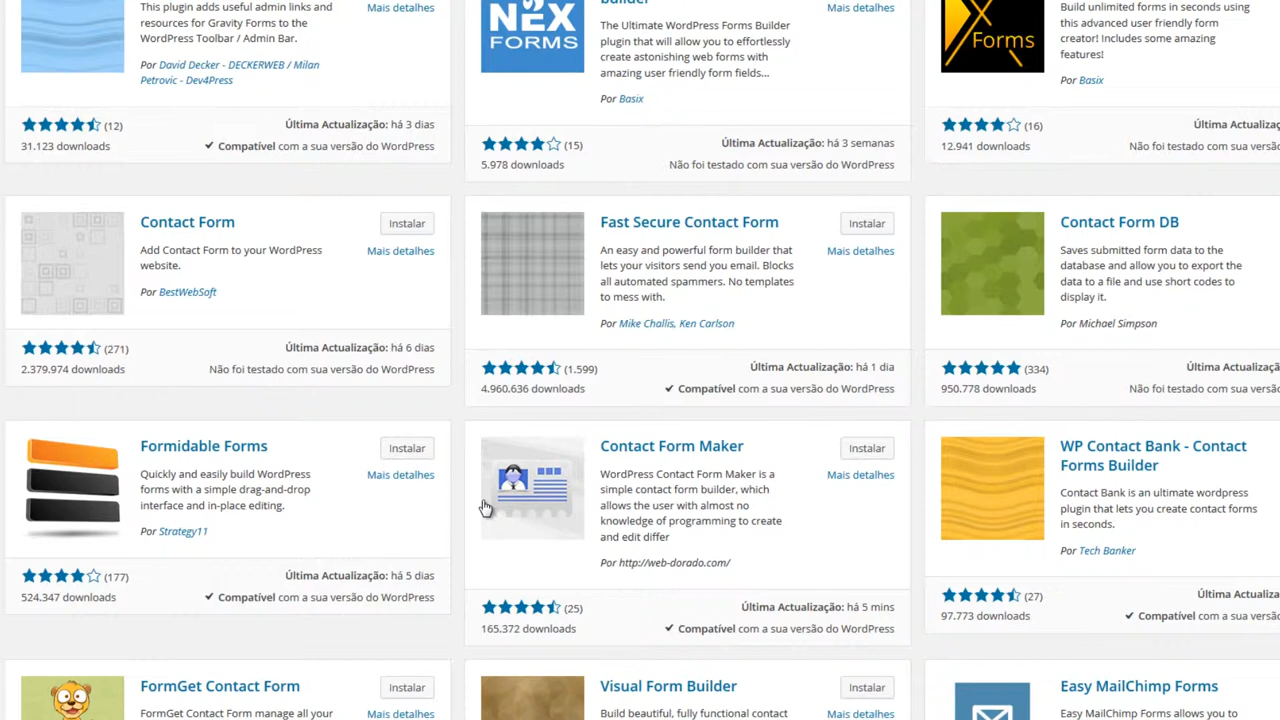 This plugin adds useful admin links and
resources for Gravity Forms to the
WordPress Toolbar / Admin Bar.
Mais detalhes
Por David Decker - DECKERWEB / Milan
Petrovic - Dev4Press
(12)
Última Actualização: há 3 dias
31.123 downloads
Compatível com a sua versão do WordPress
NEX
FORMS
builder
Mais detalhes
The Ultimate WordPress Forms Builder
plugin that will allow you to effortlessly
create astonishing web forms with
amazing user friendly form fields...
Por Basix
(15)
Última Actualização: há 3 semanas
5.978 downloads
Não foi testado com sua versão do WordPress
X
Forms
Build unlimited forms in seconds using
this advanced user friendly form
creator! Includes some amazing
features!
Por Basix
(16)
Última Actualiza
12.941 downloads
Não foi testado com sua versã
Contact Form
Instalar
Add Contact Form to your WordPress
website.
Mais detalhes
Por BestWebSoft
(271)
Última Actualização: há 6 dias
2.379.974 downloads
Não foi testado com sua versão do WordPress
Fast Secure Contact Form
Instalar
An easy and powerful form builder that
lets your visitors send you email. Blocks
all automated spammers. No templates
to mess with.
Mais detalhes
Por Mike Challis, Ken Carlson
(1.599)
Última Actualização: há 1 dia
4.960.636 downloads
Compatível com a sua versão do WordPress
Contact Form DB
Saves submitted form data to the
database and allow you to export the
data to a file and use short codes to
display it.
Por Michael Simpson
(334)
Última Actualiza
950.778 downloads
Não foi testado com sua versã
Formidable Forms
Instalar
Quickly and easily build WordPress
forms with a simple drag-and-drop
interface and in-place editing.
Mais detalhes
Por Strategy11
(177)
Última Actualização: há 5 dias
524.347 downloads
Compatível com a sua versão do WordPress
Contact Form Maker
Instalar
WordPress Contact Form Maker is a
simple contact form builder, which
allows the user with almost no
knowledge of programming to create
and edit differ
Mais detalhes
Por http://web-dorado.com/
(25)
Última Actualização: há 5 mins
165.372 downloads
Compatível com a sua versão do WordPress
WP Contact Bank - Contact
Forms Builder
Contact Bank is an ultimate wordpress
plugin that lets you create contact forms
in seconds.
Por Tech Banker
(27)
Última Actualiza
97.773 downloads
Compatível com a sua versã
FormGet Contact Form
Instalar
FormGet Contact Form manage all your
Mais detalhes
Visual Form Builder
Instalar
Build beautiful, fully functional contact
Mais detalhes
Easy MailChimp Forms
Easy MailChimp Forms allows you to